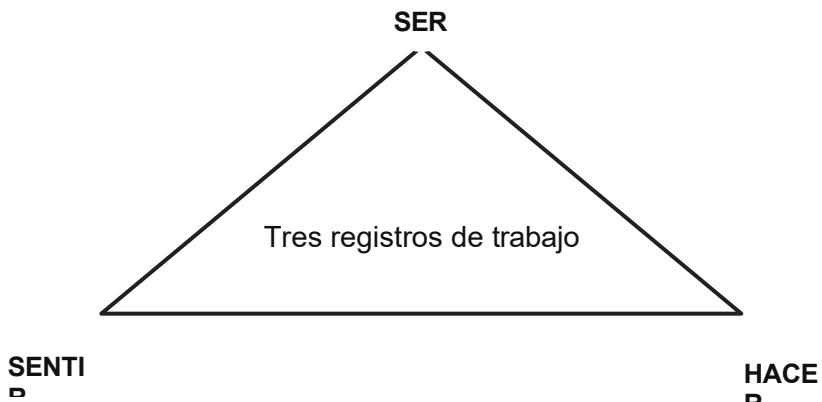 SER
Tres registros de trabajo
SENTI
R
HACE
R